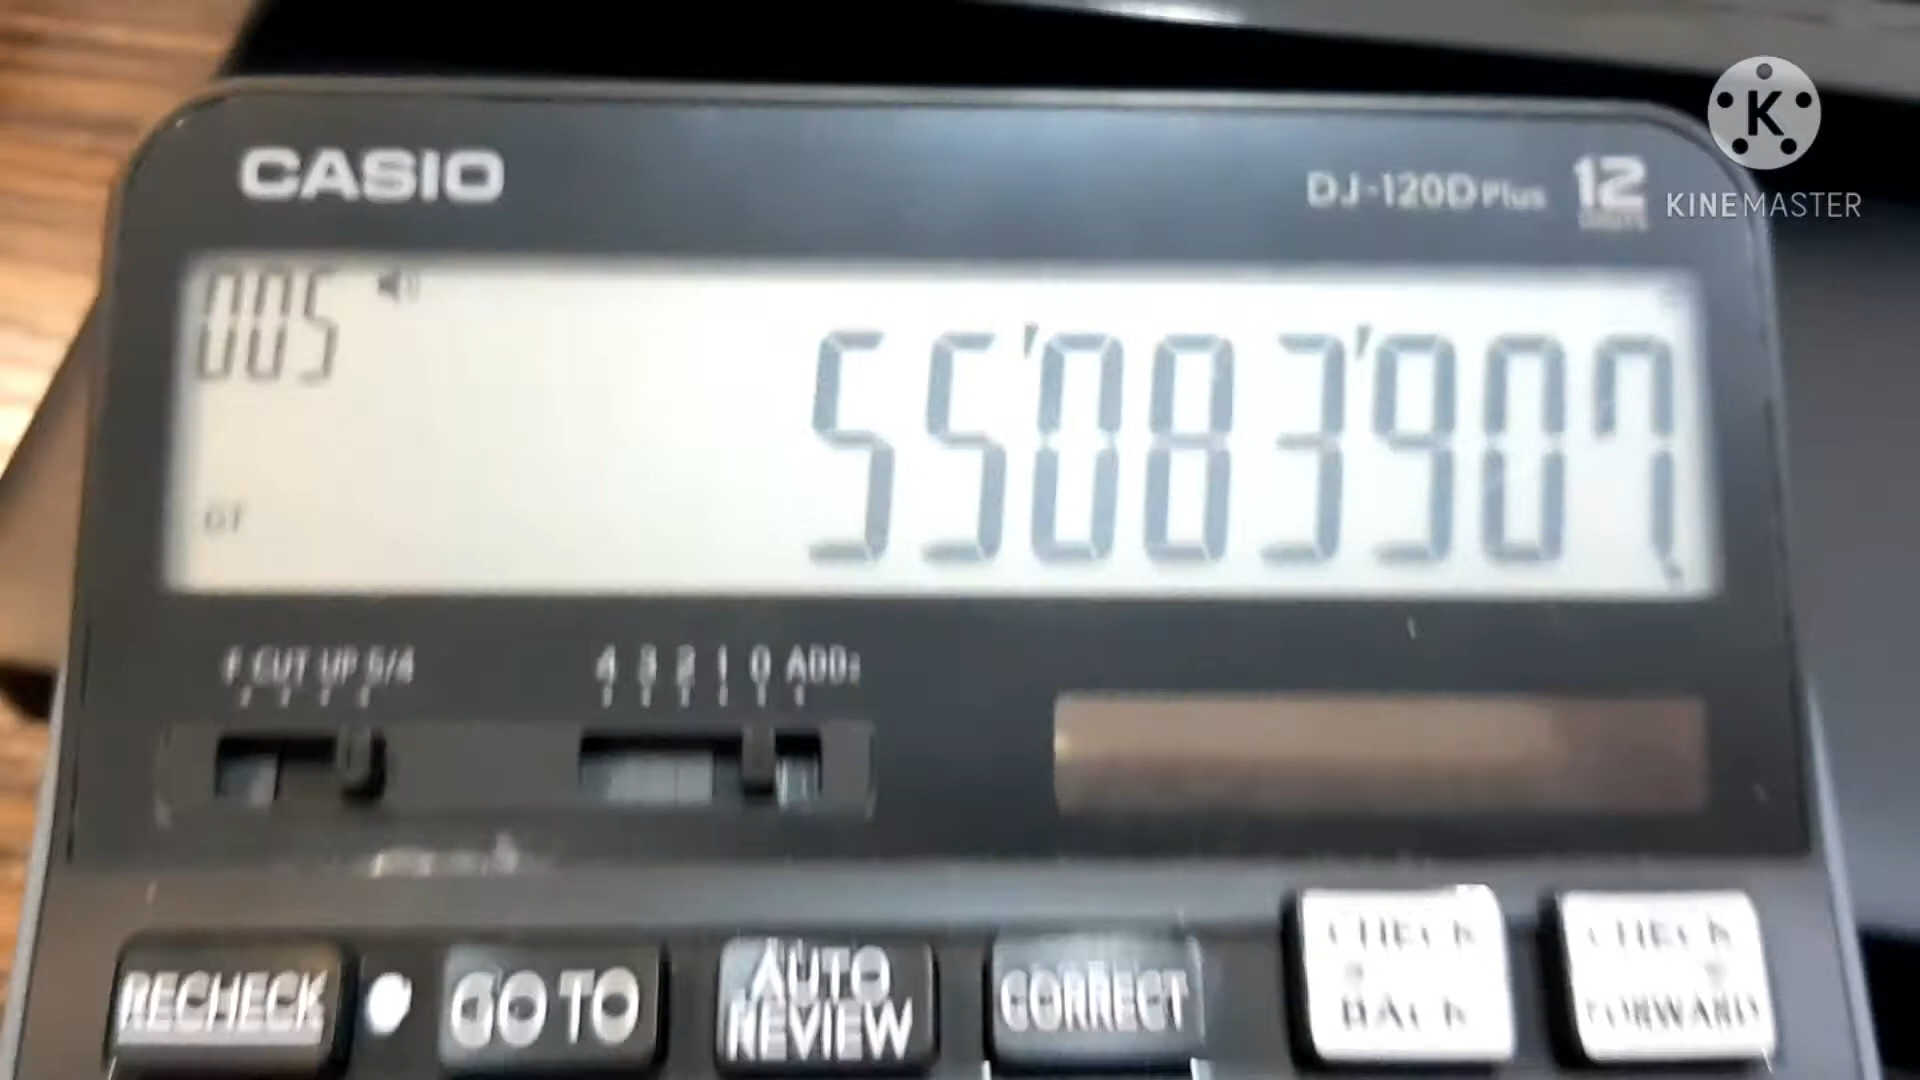 CASIO
DJ-120D Plus 12
KINEMASTER
005
55'083'907
GT
F CUT UP 5/4
4 3 2 1 0 ADD2
RECHECK
GO TO
AUTO
REVIEW
CORRECT
CHECK
BACK
CHECK
FORWARD